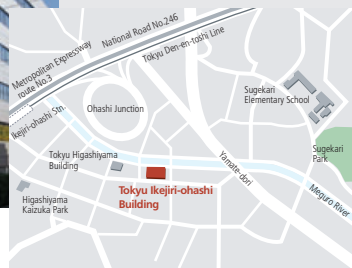 National Road No.246
Metropolitan Expressway
route No.3
Tokyu Den-en-toshi Line
Ikejiri-ohashi Stn.
Ohashi Junction
Sugekari
Elementary School
Tokyu Higashiyama
Building
Yamate-dori
Sugekari
Park
Tokyu Ikejiri-ohashi
Building
Meguro River
Higashiyama
Kaizuka Park